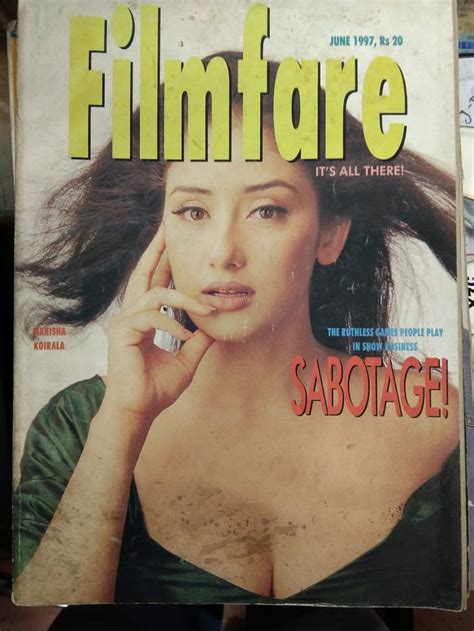 JUNE 1997, Rs 20
Filmfare
IT'S ALL THERE!
MANISHA
KOIRALA
THE RUTHLESS GAMES PEOPLE PLAY
IN SHOW BUSINESS
SABOTAGE!